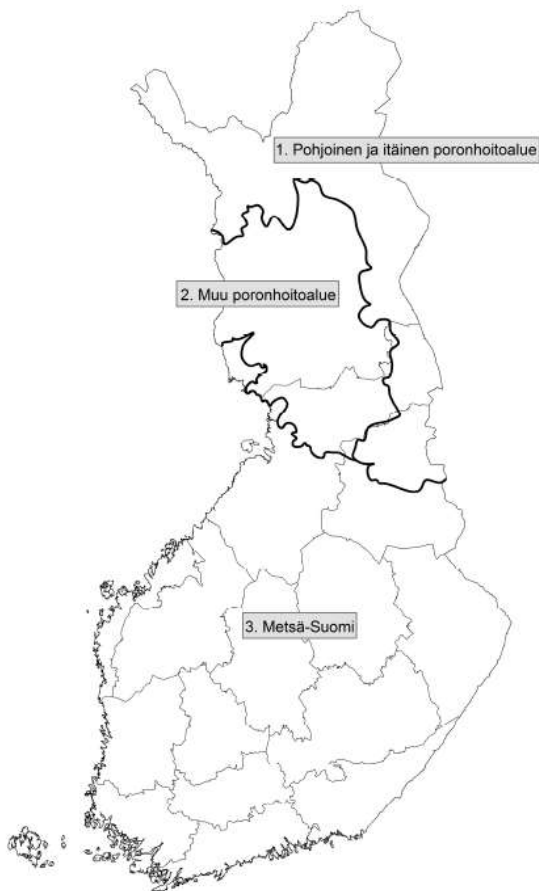 1. Pohjoinen ja itäinen poronhoitoalue
2. Muu poronhoitoalue
3. Metsä-Suomi